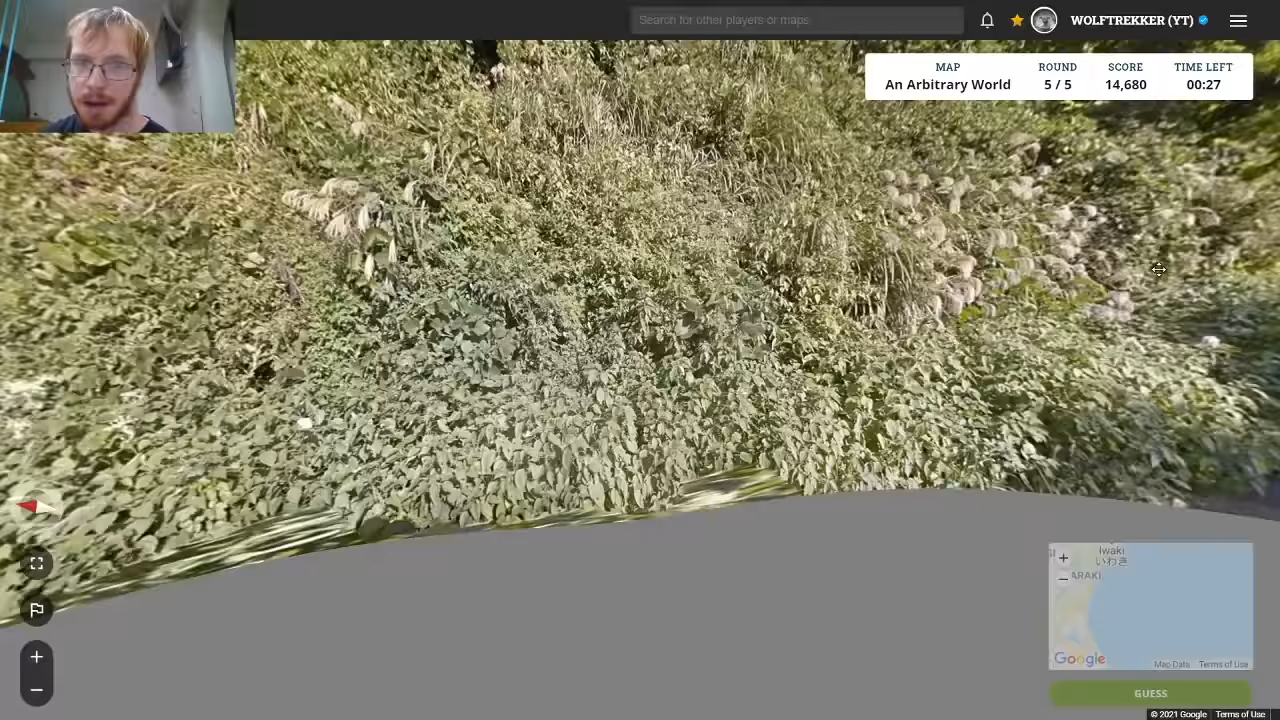 Search for other players or maps
WOLFTREKKER (YT)
MAP
An Arbitrary World
ROUND
5 / 5
SCORE
14,680
TIME LEFT
00:27
Iwaki
いわき
ARAKI
Google
Map Data
Terms of Use
GUESS
© 2021 Google
Terms of Use